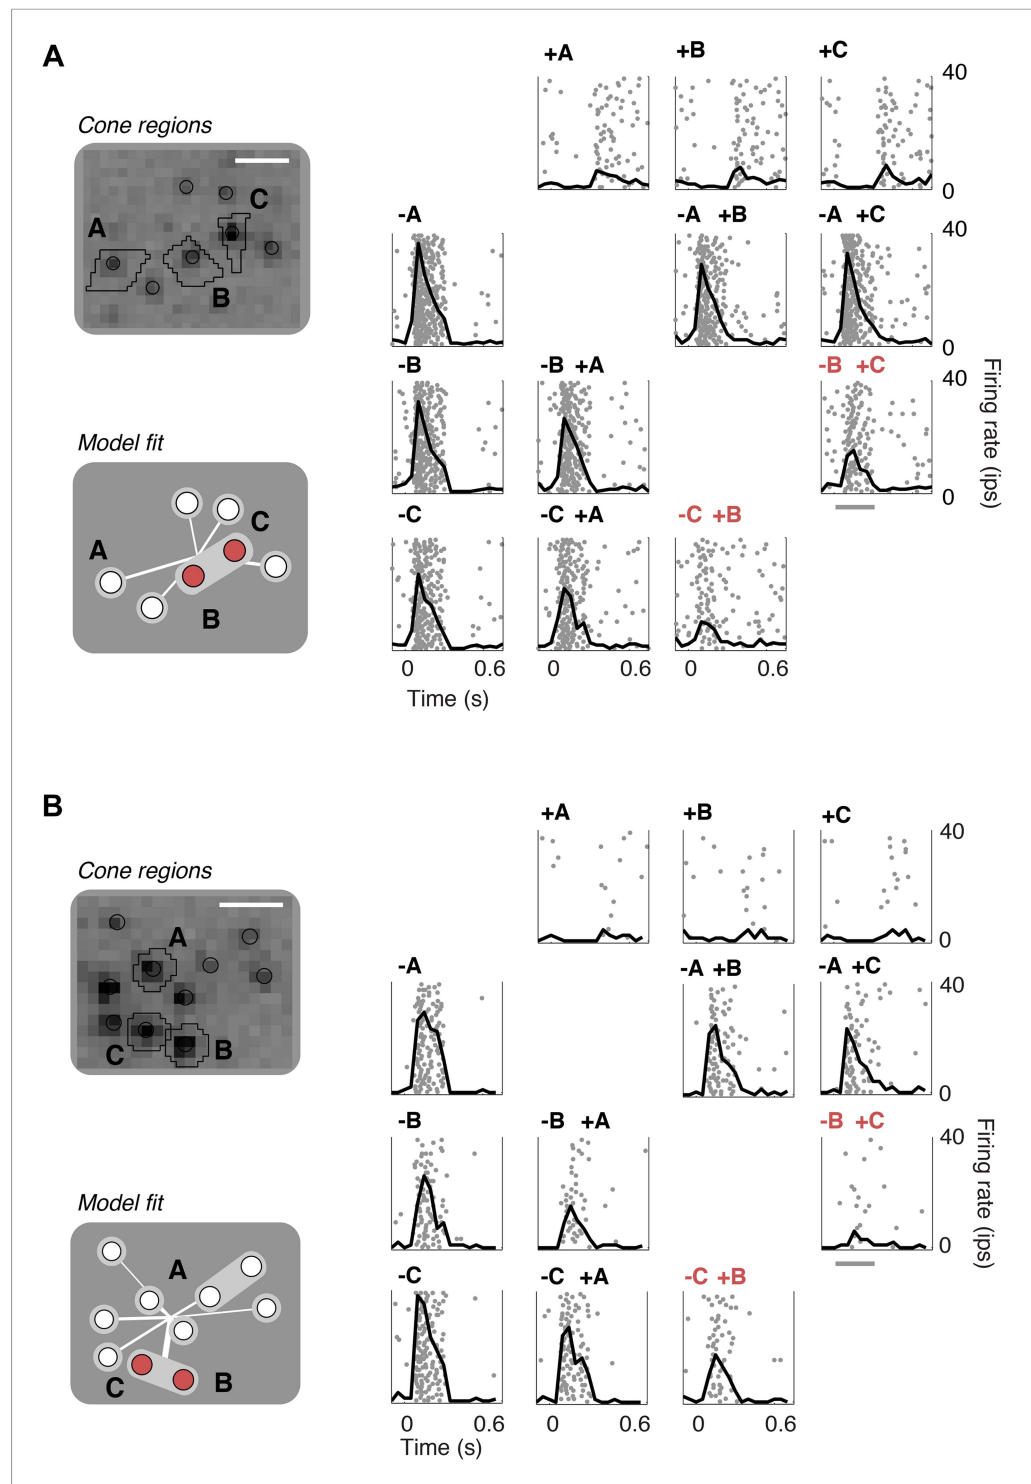 A
+A
+B
+C
40
0
Cone regions
A
C
B
-A
-A +B
-A +C
40
0
-B
-B +A
-B +C
40
0
Firing rate (ips)
Model fit
A
C
B
-C
-C +A
-C +B
0 0.6
0 0.6
0 0.6
Time (s)
B
+A
+B
+C
40
0
Cone regions
A
C
B
-A
-A +B
-A +C
40
0
-B
-B +A
-B +C
40
0
Firing rate (ips)
Model fit
A
C
B
-C
-C +A
-C +B
0 0.6
0 0.6
0 0.6
Time (s)